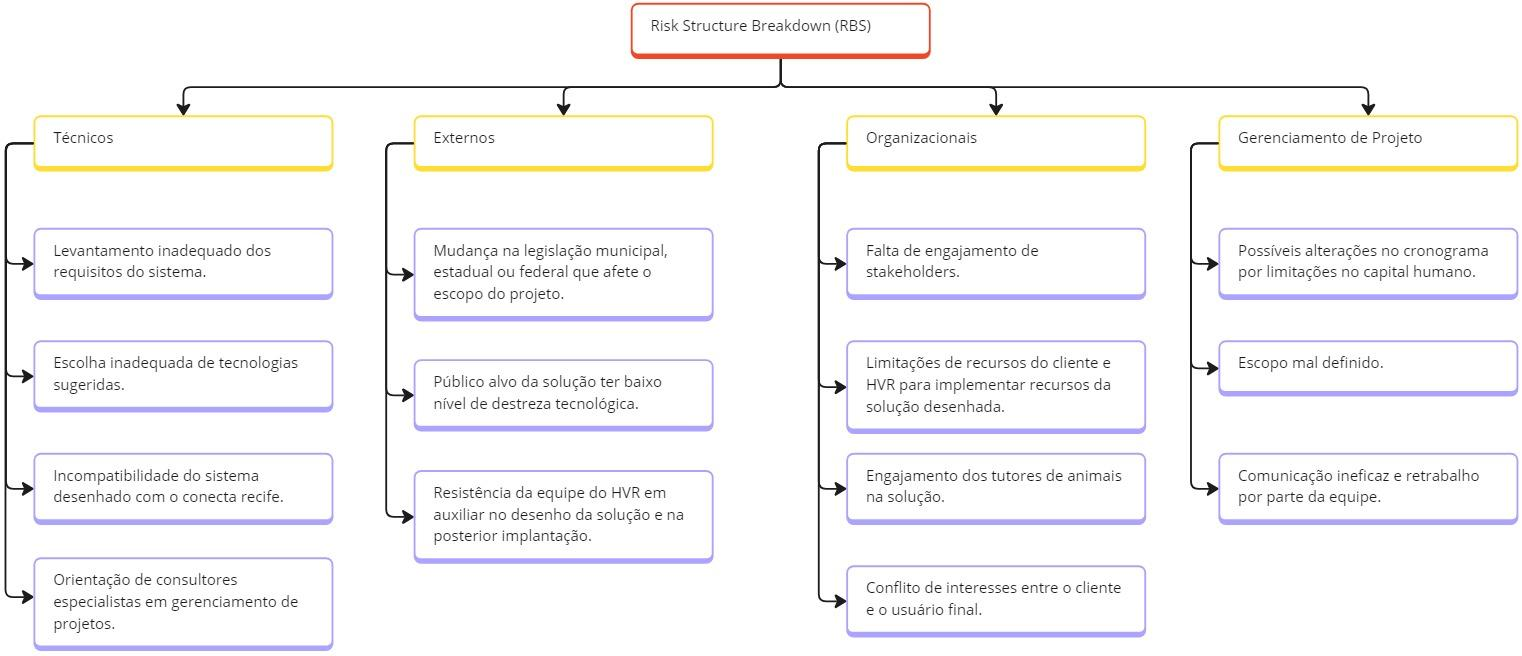 Risk Structure Breakdown (RBS)
Técnicos
Levantamento inadequado dos
requisitos do sistema.
Escolha inadequada de tecnologias
sugeridas.
Incompatibilidade do sistema
desenhado com o conecta recife.
Orientação de consultores
especialistas em gerenciamento de
projetos.
Externos
Mudança na legislação municipal,
estadual ou federal que afete o
escopo do projeto.
Público alvo da solução ter baixo
nível de destreza tecnológica.
Resistência da equipe do HVR em
auxiliar no desenho da solução e na
posterior implantação.
Organizacionais
Falta de engajamento de
stakeholders.
Limitações de recursos do cliente e
HVR para implementar recursos da
solução desenhada.
Engajamento dos tutores de animais
na solução.
Conflito de interesses entre o cliente
e o usuário final.
Gerenciamento de Projeto
Possíveis alterações no cronograma
por limitações no capital humano.
Escopo mal definido.
Comunicação ineficaz e retrabalho
por parte da equipe.